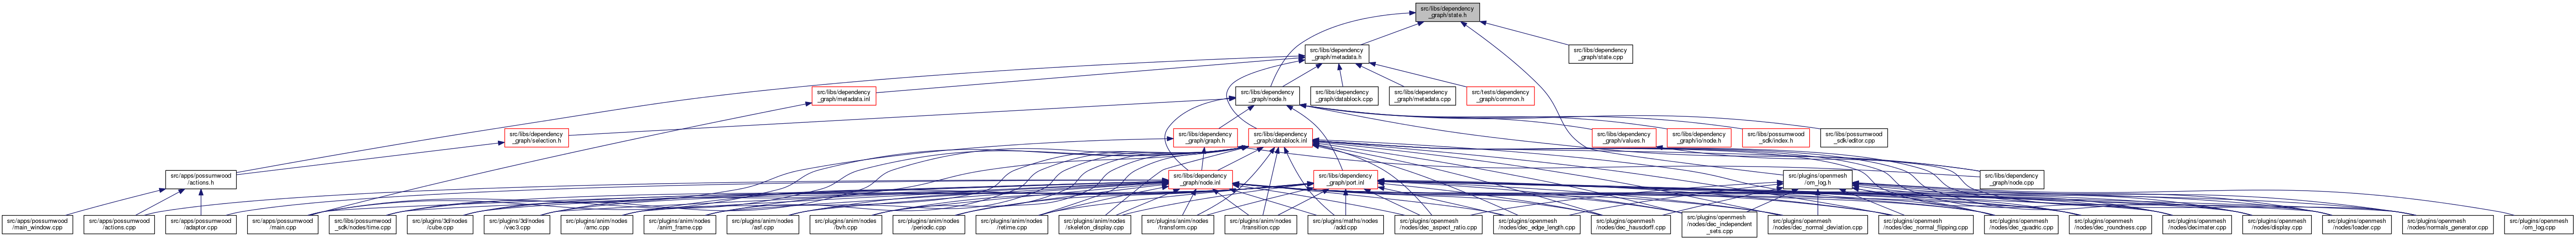 src/libs/dependency
_graph/state.h
src/libs/dependency
_graph/metadata.h
src/libs/dependency
_graph/state.cpp
src/libs/dependency
_graph/metadata.inl
src/libs/dependency
_graph/node.h
src/libs/dependency
_graph/datablock.cpp
src/libs/dependency
_graph/metadata.cpp
src/tests/dependency
_graph/common.h
src/libs/dependency
_graph/selection.h
src/libs/dependency
_graph/graph.h
src/libs/dependency
_graph/datablock.inl
src/libs/dependency
_graph/values.h
src/libs/dependency
_graph/io/node.h
src/libs/possumwood
_sdk/index.h
src/libs/possumwood
_sdk/editor.cpp
src/apps/possumwood
/actions.h
src/libs/dependency
_graph/node.inl
src/libs/dependency
_graph/port.inl
src/plugins/openmesh
/om_log.h
src/libs/dependency
_graph/node.cpp
src/apps/possumwood
/main_window.cpp
src/apps/possumwood
/actions.cpp
src/apps/possumwood
/adaptor.cpp
src/apps/possumwood
/main.cpp
src/libs/possumwood
_sdk/nodes/time.cpp
src/plugins/3d/nodes
/cube.cpp
src/plugins/3d/nodes
/vec3.cpp
src/plugins/anim/nodes
/amc.cpp
src/plugins/anim/nodes
/anim_frame.cpp
src/plugins/anim/nodes
/asf.cpp
src/plugins/anim/nodes
/bvh.cpp
src/plugins/anim/nodes
/periodic.cpp
src/plugins/anim/nodes
/retime.cpp
src/plugins/anim/nodes
/skeleton_display.cpp
src/plugins/anim/nodes
/transform.cpp
src/plugins/anim/nodes
/transition.cpp
src/plugins/maths/nodes
/add.cpp
src/plugins/openmesh
/nodes/dec_aspect_ratio.cpp
src/plugins/openmesh
/nodes/dec_edge_length.cpp
src/plugins/openmesh
/nodes/dec_hausdorff.cpp
src/plugins/openmesh
/nodes/dec_independent
_sets.cpp
src/plugins/openmesh
/nodes/dec_normal_deviation.cpp
src/plugins/openmesh
/nodes/dec_normal_flipping.cpp
src/plugins/openmesh
/nodes/dec_quadric.cpp
src/plugins/openmesh
/nodes/dec_roundness.cpp
src/plugins/openmesh
/nodes/decimater.cpp
src/plugins/openmesh
/nodes/display.cpp
src/plugins/openmesh
/nodes/loader.cpp
src/plugins/openmesh
/nodes/normals_generator.cpp
src/plugins/openmesh
/om_log.cpp